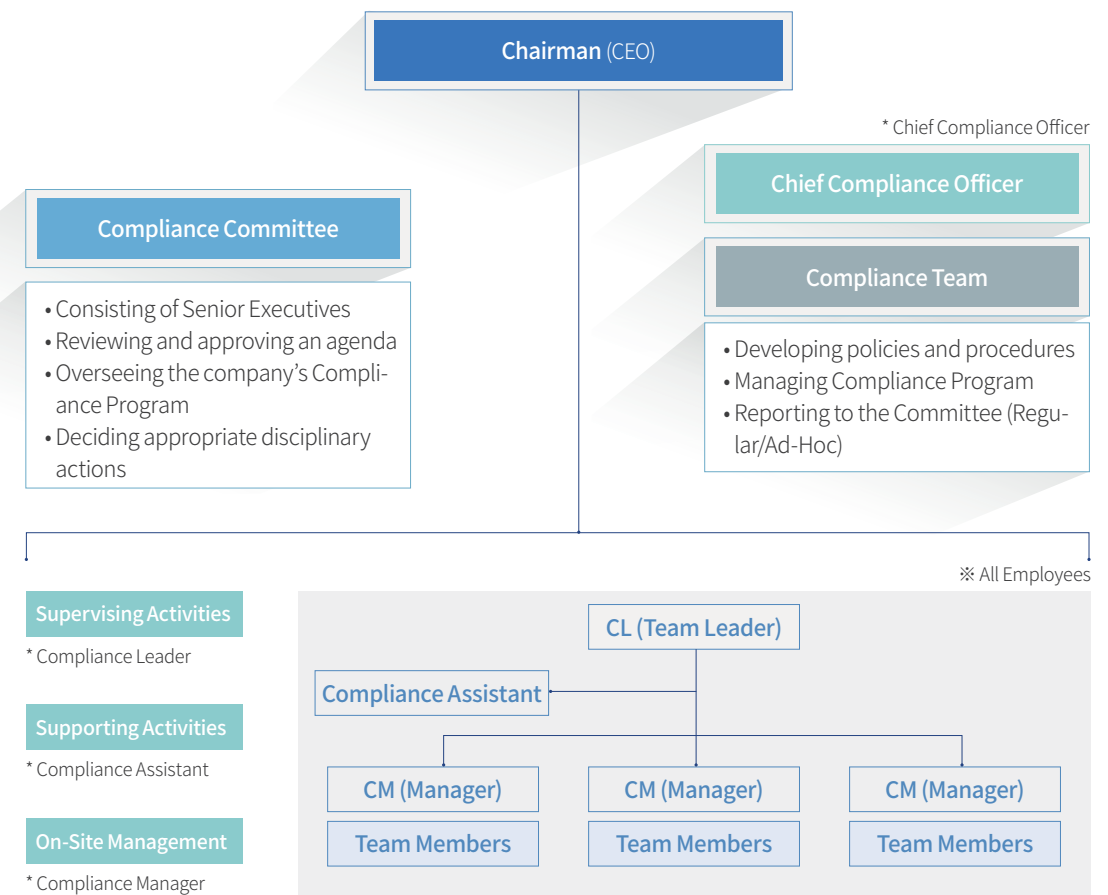 Chairman (CEO)
* Chief Compliance Officer
Chief Compliance Officer
Compliance Committee
Compliance Team
• Consisting of Senior Executives
• Reviewing and approving an agenda
• Overseeing the company’s Compli-
ance Program
• Deciding appropriate disciplinary
actions
• Developing policies and procedures
• Managing Compliance Program
• Reporting to the Committee (Regu-
lar/Ad-Hoc)
※ All Employees
Supervising Activities
* Compliance Leader
Supporting Activities
* Compliance Assistant
On-Site Management
* Compliance Manager
CL (Team Leader)
Compliance Assistant
CM (Manager)
CM (Manager)
CM (Manager)
Team Members
Team Members
Team Members